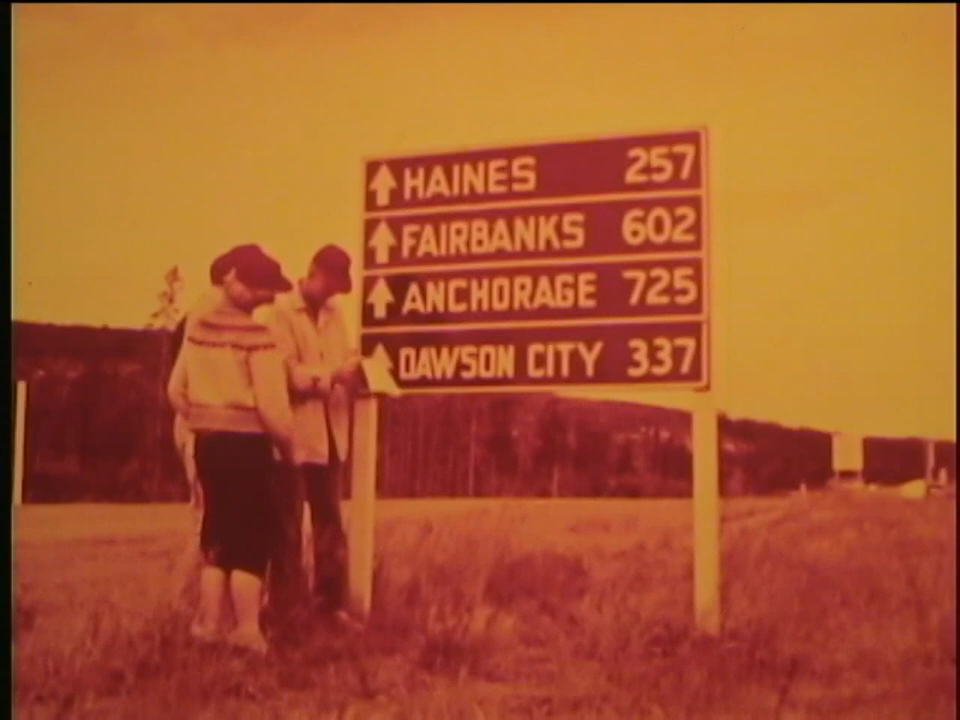 ↑ HAINES 257
↑ FAIRBANKS 602
↑ ANCHORAGE 725
↑ DAWSON CITY 337